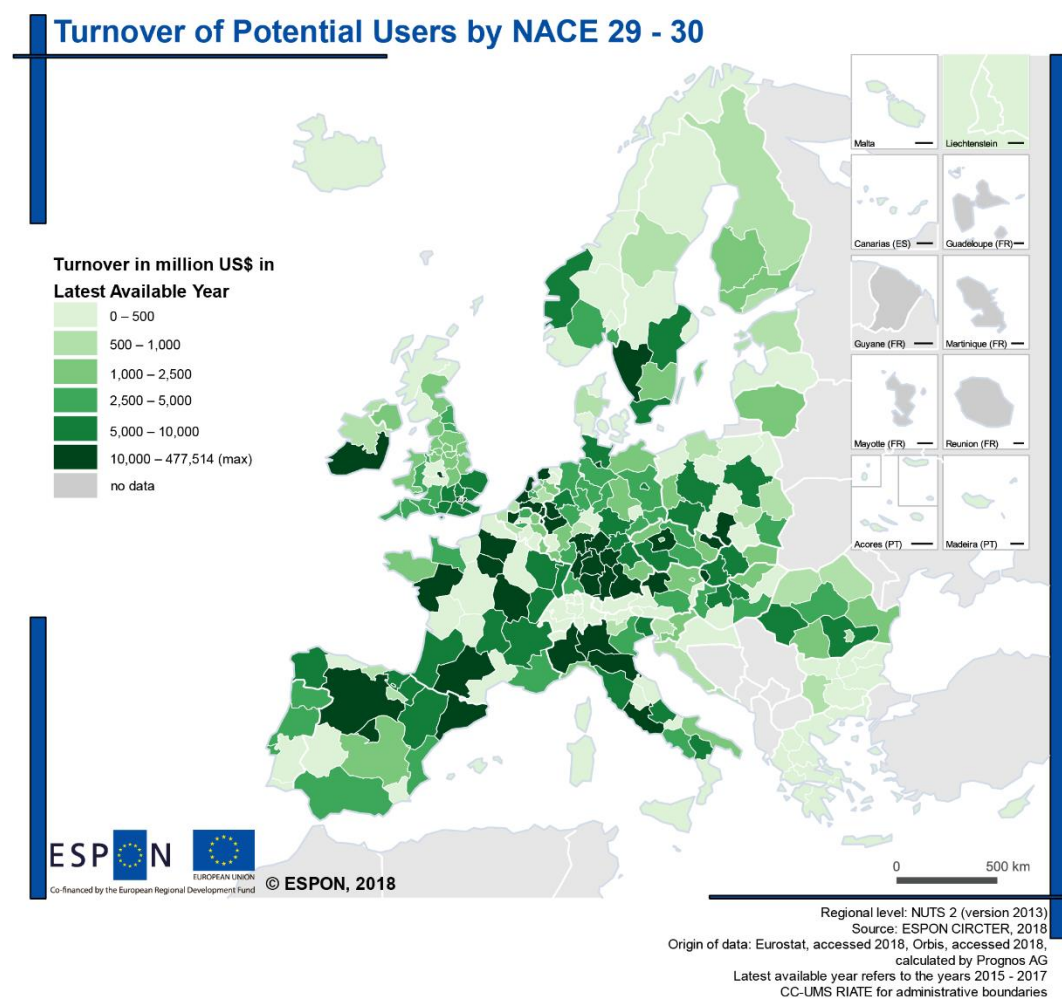 Turnover of Potential Users by NACE 29 - 30
Malta
Liechtenstein
Canarias (ES)
Guadeloupe (FR)
Guyane (FR)
Martinique (FR)
Mayotte (FR)
Reunion (FR)
Acores (PT)
Madeira (PT)
Turnover in million US$ in
Latest Available Year
0 – 500
500 – 1,000
1,000 – 2,500
2,500 – 5,000
5,000 – 10,000
10,000 – 477,514 (max)
no data
ESPON
EUROPEAN UNION
Co-financed by the European Regional Development Fund
© ESPON, 2018
0 500 km
Regional level: NUTS 2 (version 2013)
Source: ESPON CIRCTER, 2018
Origin of data: Eurostat, accessed 2018, Orbis, accessed 2018,
calculated by Prognos AG
Latest available year refers to the years 2015 - 2017
CC-UMS RIATE for administrative boundaries